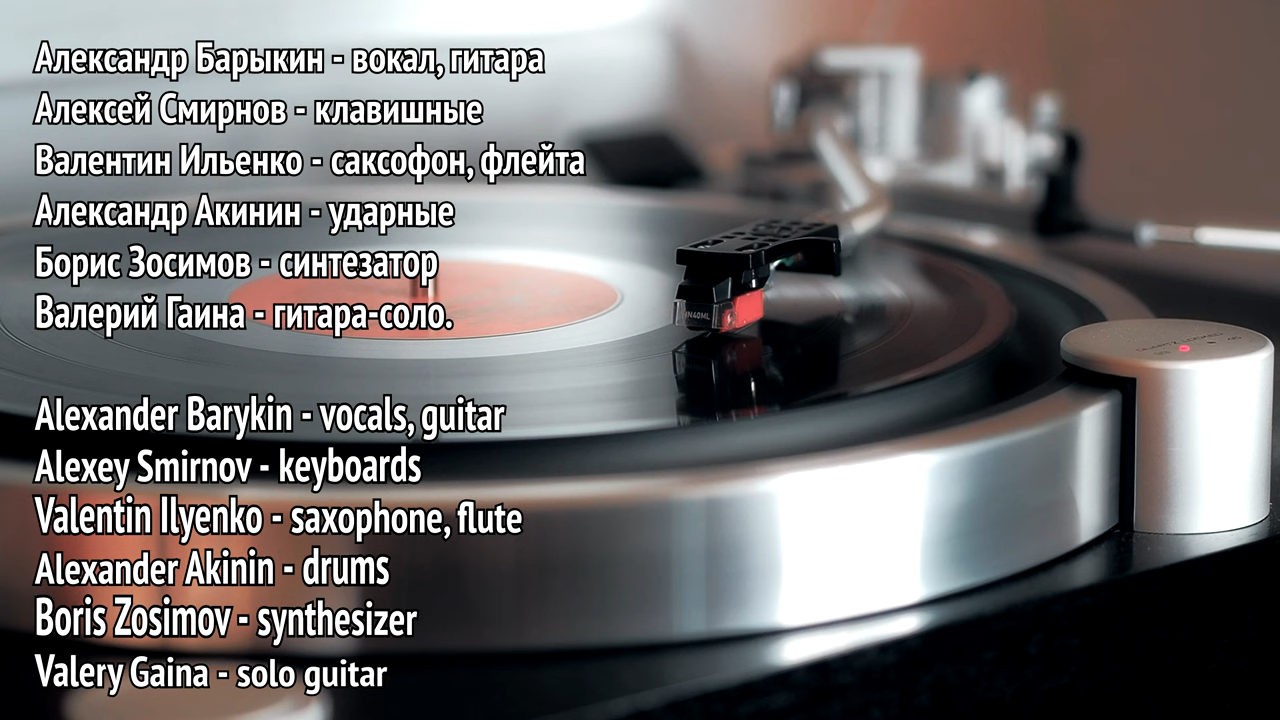 Александр Барыкин - вокал, гитара
Алексей Смирнов - клавишные
Валентин Ильенко - саксофон, флейта
Александр Акинин - ударные
Борис Зосимов - синтезатор
Валерий Гаина - гитара-соло.
Alexander Barykin - vocals, guitar
Alexey Smirnov - keyboards
Valentin Ilyenko - saxophone, flute
Alexander Akinin - drums
Boris Zosimov - synthesizer
Valery Gaina - solo guitar